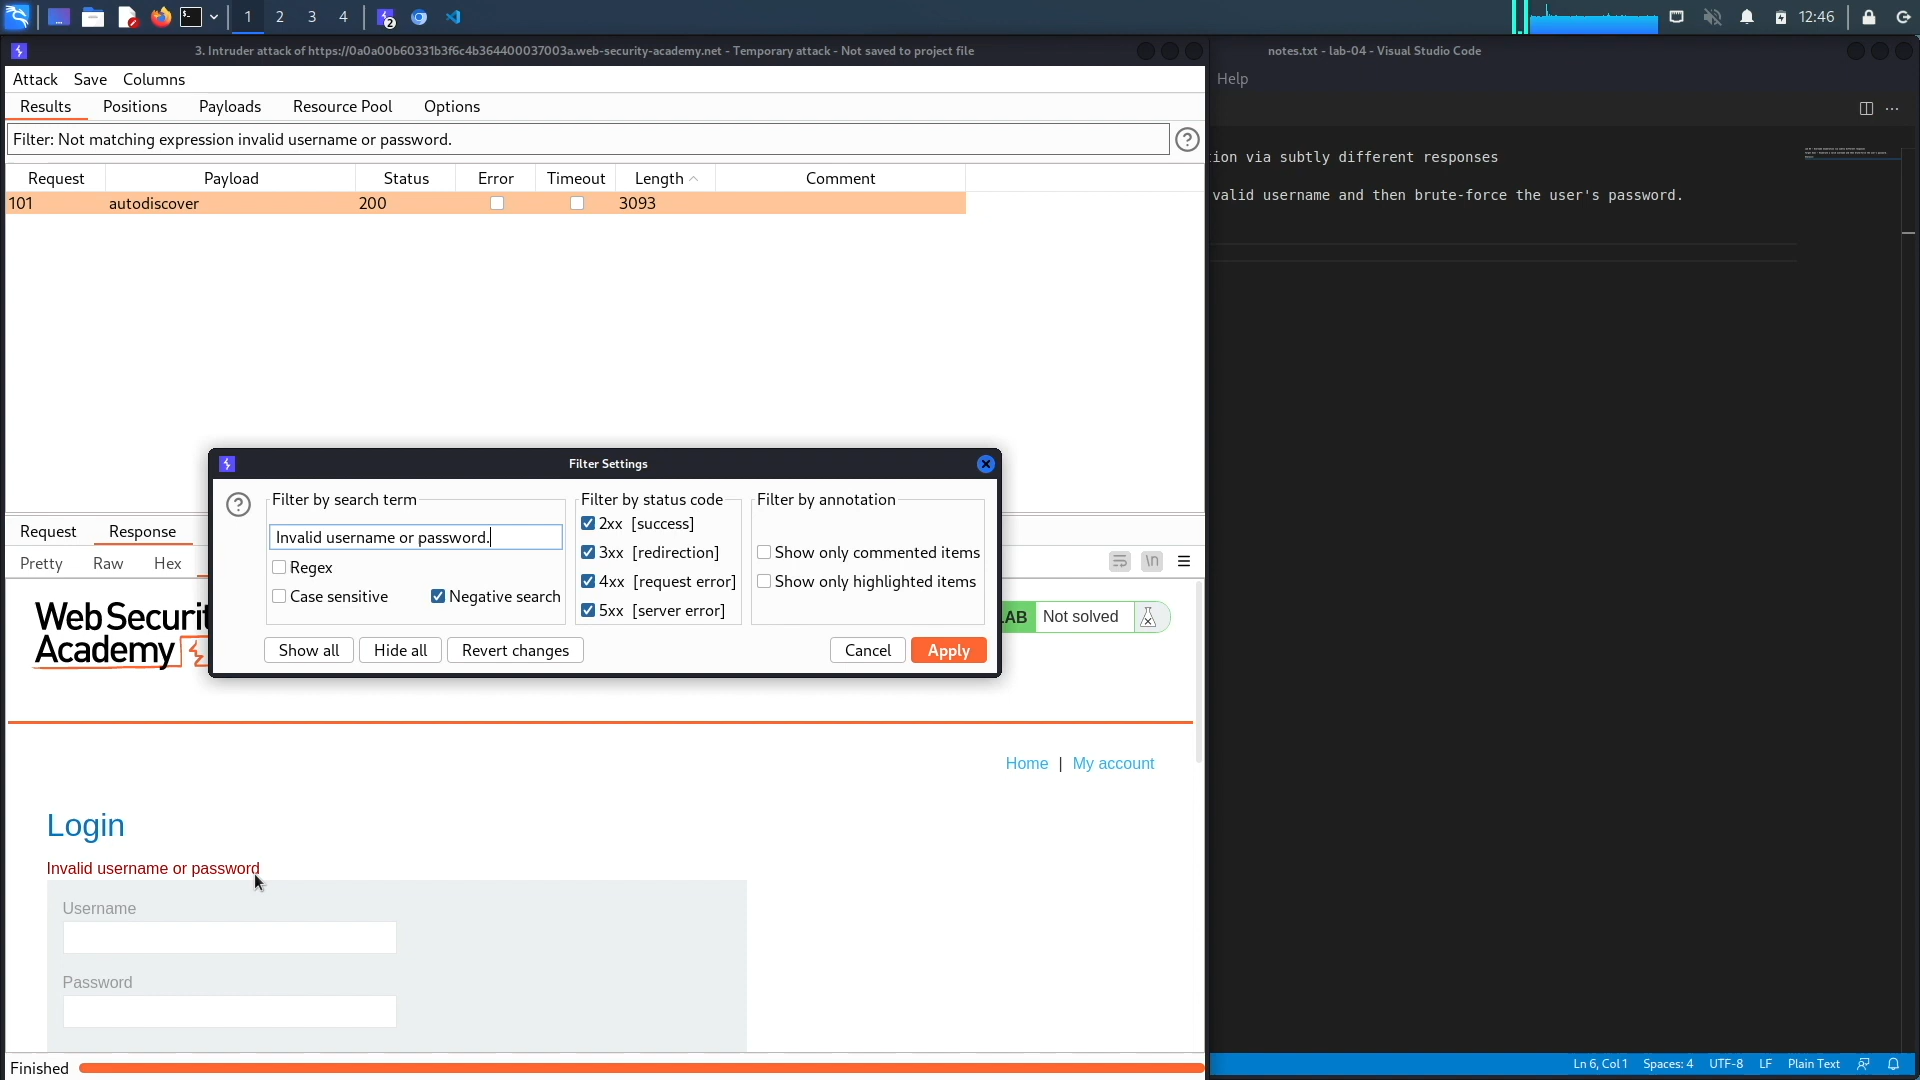 1 2 3 4 2 12:46
3. Intruder attack of https://0a0a00b60331b3f6c4b364400037003a.web-security-academy.net - Temporary attack - Not saved to project file
notes.txt - lab-04 - Visual Studio Code
Attack Save Columns
Help
Results Positions Payloads Resource Pool Options
Filter: Not matching expression invalid username or password.
?
tion via subtly different responses
Request Payload Status Error Timeout Length Comment
valid username and then brute-force the user's password.
101 autodiscover 200 3093
Filter Settings
?
Filter by search term
Invalid username or password.
Regex
Case sensitive Negative search
Filter by status code
2xx [success]
3xx [redirection]
4xx [request error]
5xx [server error]
Filter by annotation
Show only commented items
Show only highlighted items
Show all Hide all Revert changes Cancel Apply
Request Response
Pretty Raw Hex \n
Web Securit
Academy
LAB Not solved
Home | My account
Login
Invalid username or password
Username
Password
Finished
Ln 6, Col 1 Spaces: 4 UTF-8 LF Plain Text